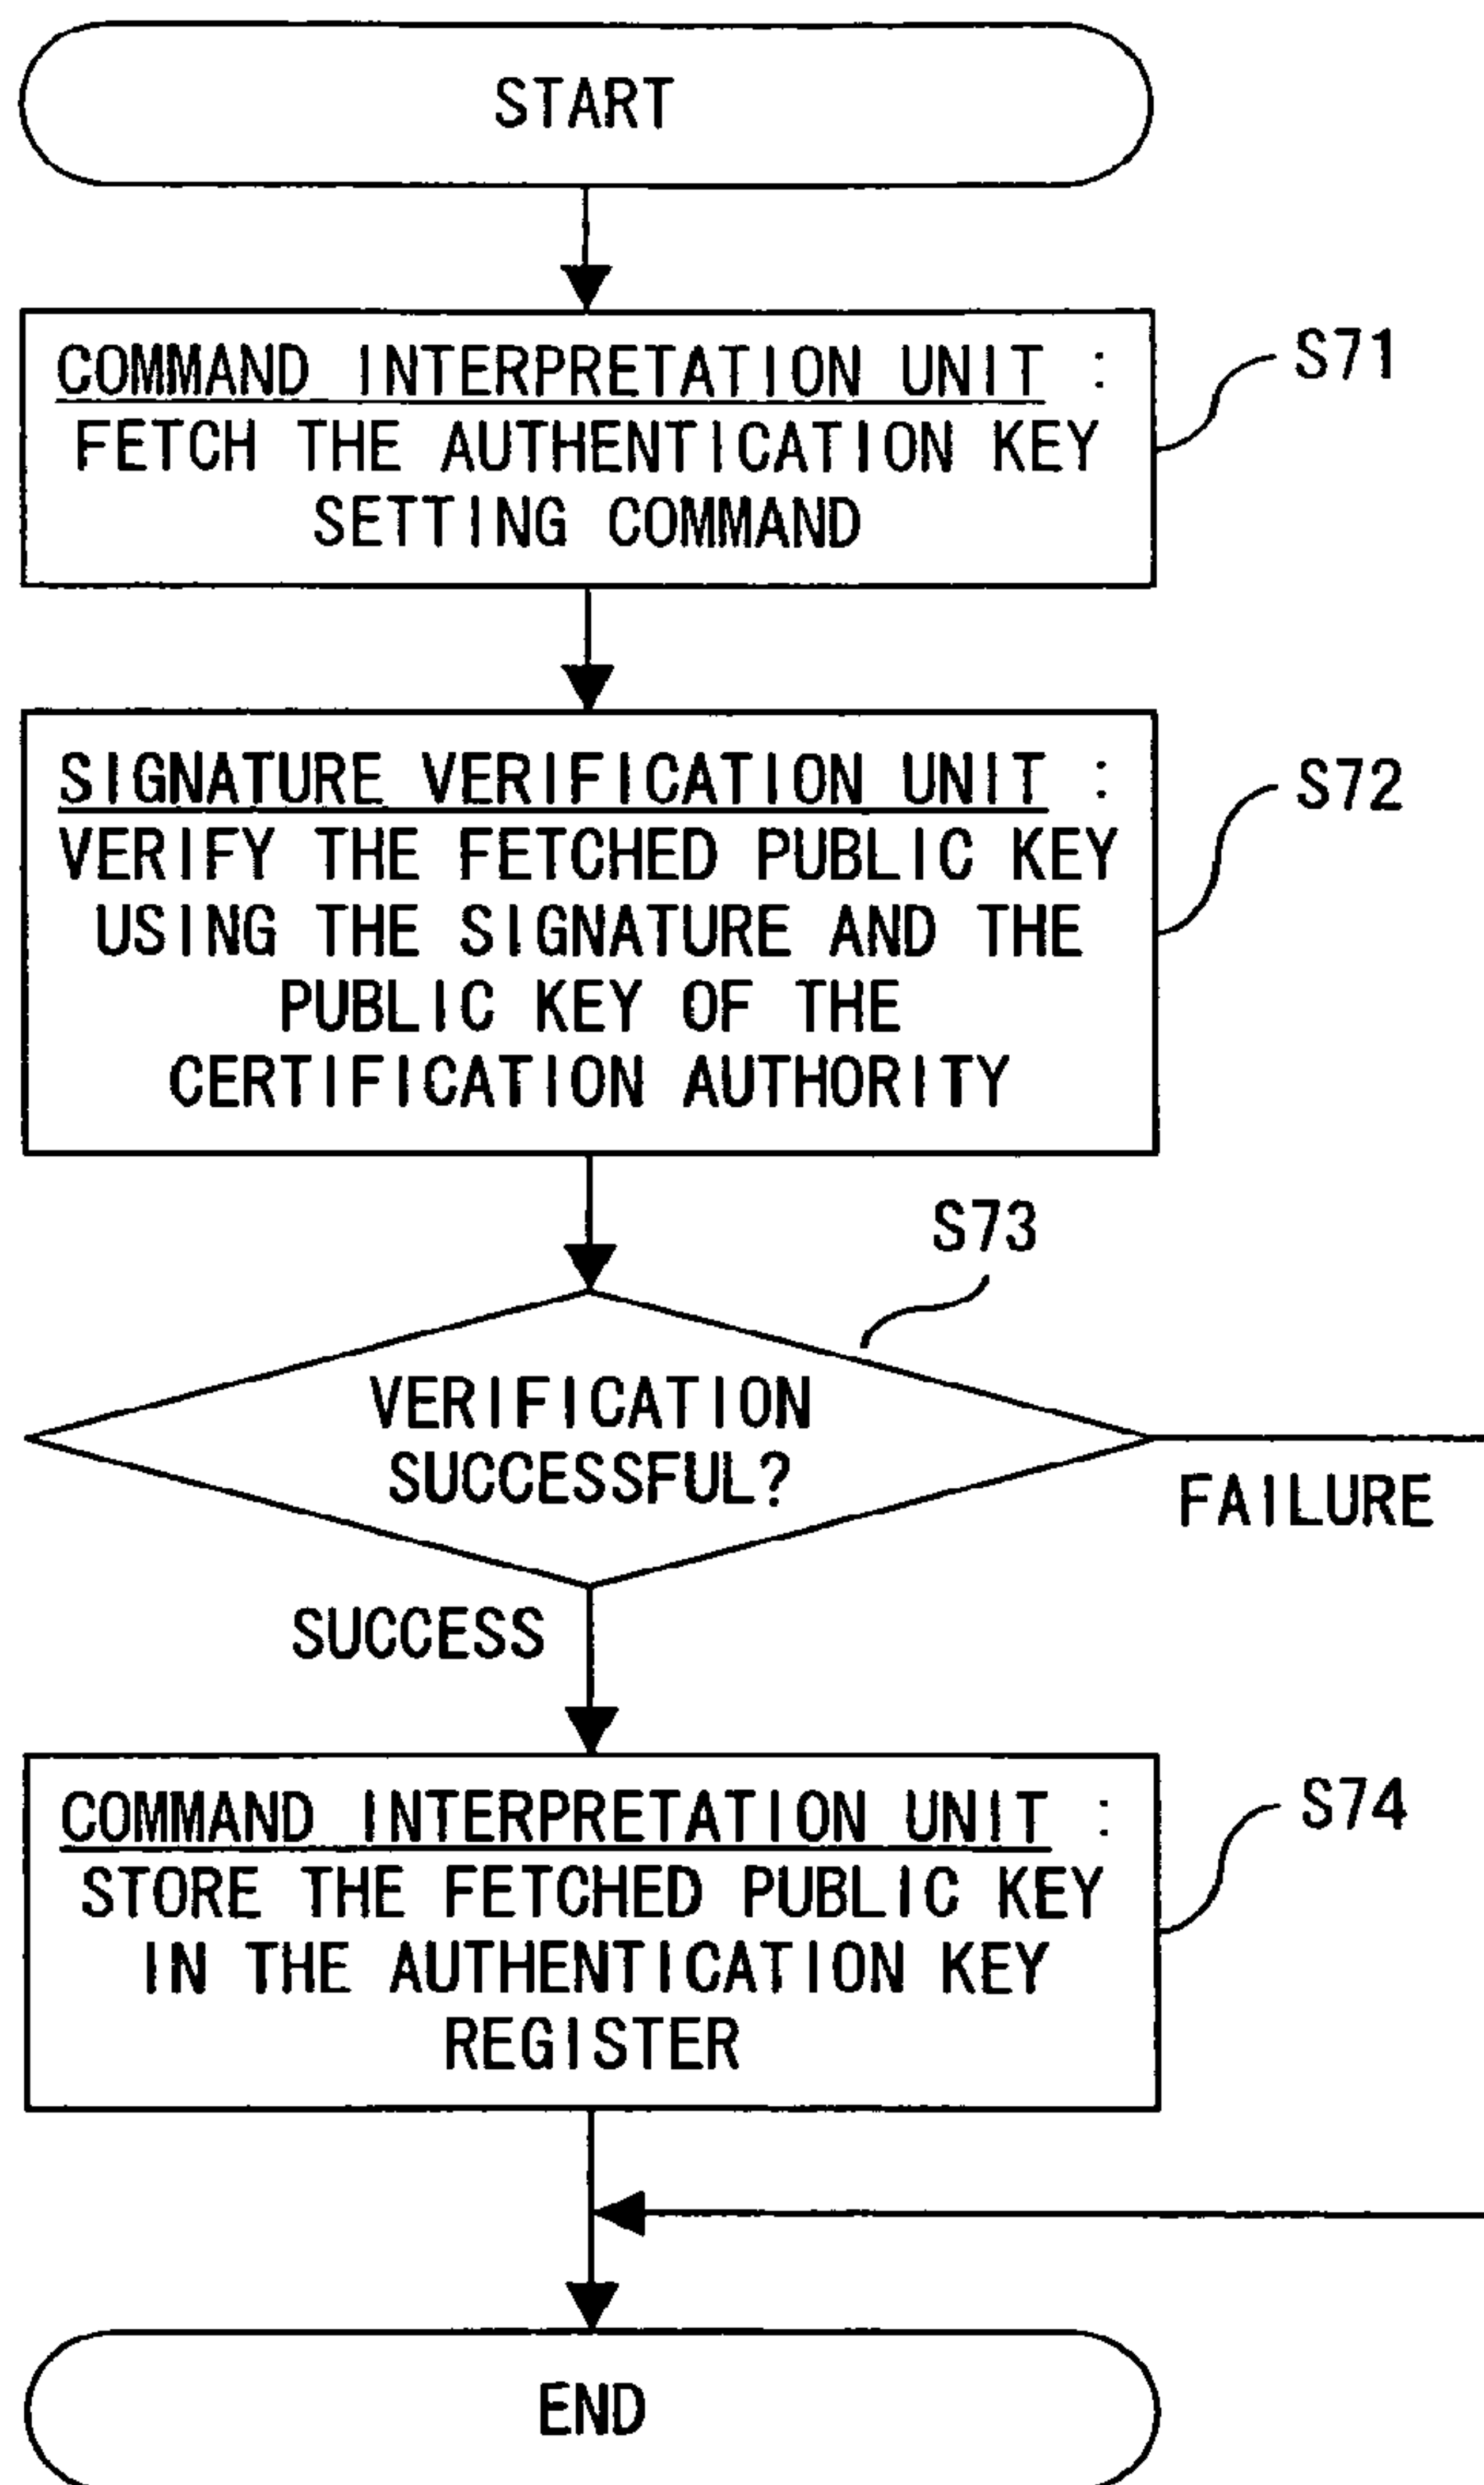 START
COMMAND INTERPRETATION UNIT :
FETCH THE AUTHENTICATION KEY
SETTING COMMAND
S71
SIGNATURE VERIFICATION UNIT :
VERIFY THE FETCHED PUBLIC KEY
USING THE SIGNATURE AND THE
PUBLIC KEY OF THE
CERTIFICATION AUTHORITY
S72
S73
VERIFICATION
SUCCESSFUL?
FAILURE
SUCCESS
COMMAND INTERPRETATION UNIT :
STORE THE FETCHED PUBLIC KEY
IN THE AUTHENTICATION KEY
REGISTER
S74
END